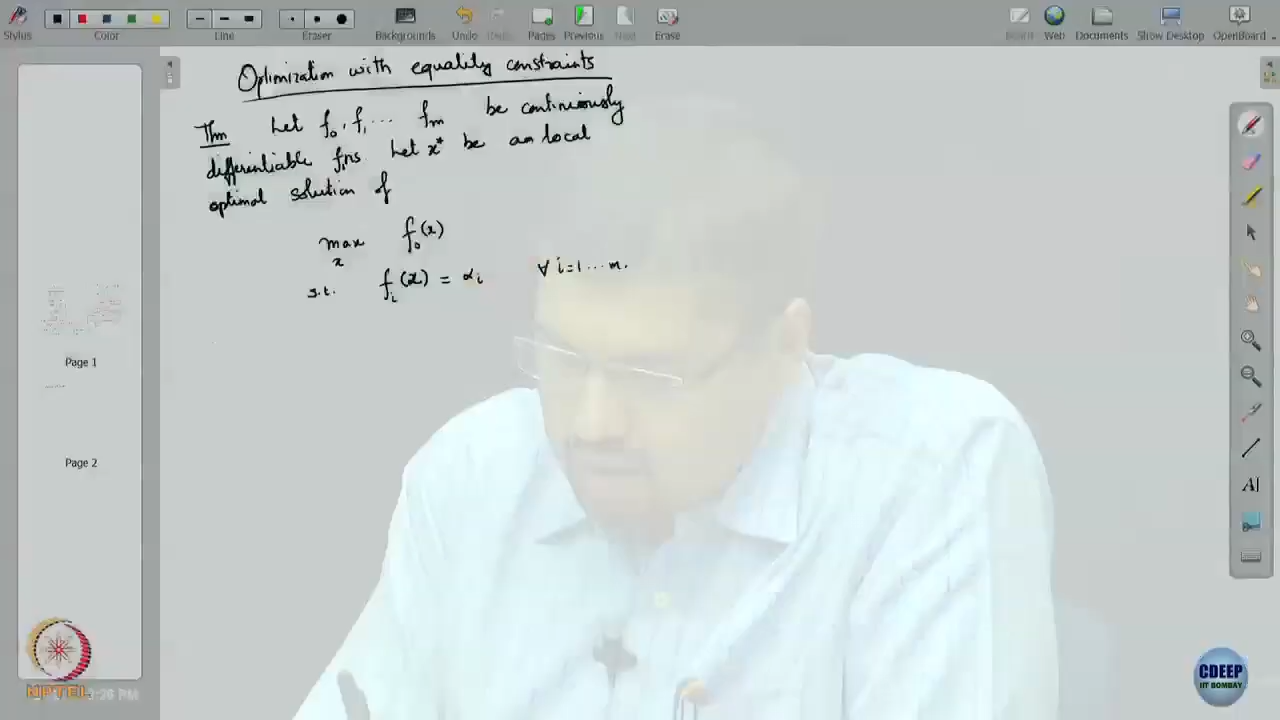 Stylus Color Line Eraser Backgrounds Undo Redo Pages Previous Next Erase Board Web Documents Show Desktop OpenBoard
Optimization with equality constraints
Thm Let f₀, f₁ ... fₘ be continuously
differentiable fns. Let x* be an local
optimal solution of
max f₀(x)
x
s.t. fᵢ(x) = αᵢ ∀ i=1 ... m.
Page 1
Page 2
A|
NPTEL
CDEEP
IIT BOMBAY